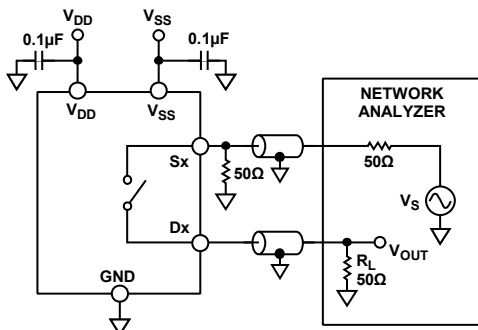 V_DD
V_SS
0.1µF
0.1µF
V_DD
V_SS
NETWORK
ANALYZER
Sx
50Ω
50Ω
V_S
Dx
V_OUT
R_L
50Ω
GND